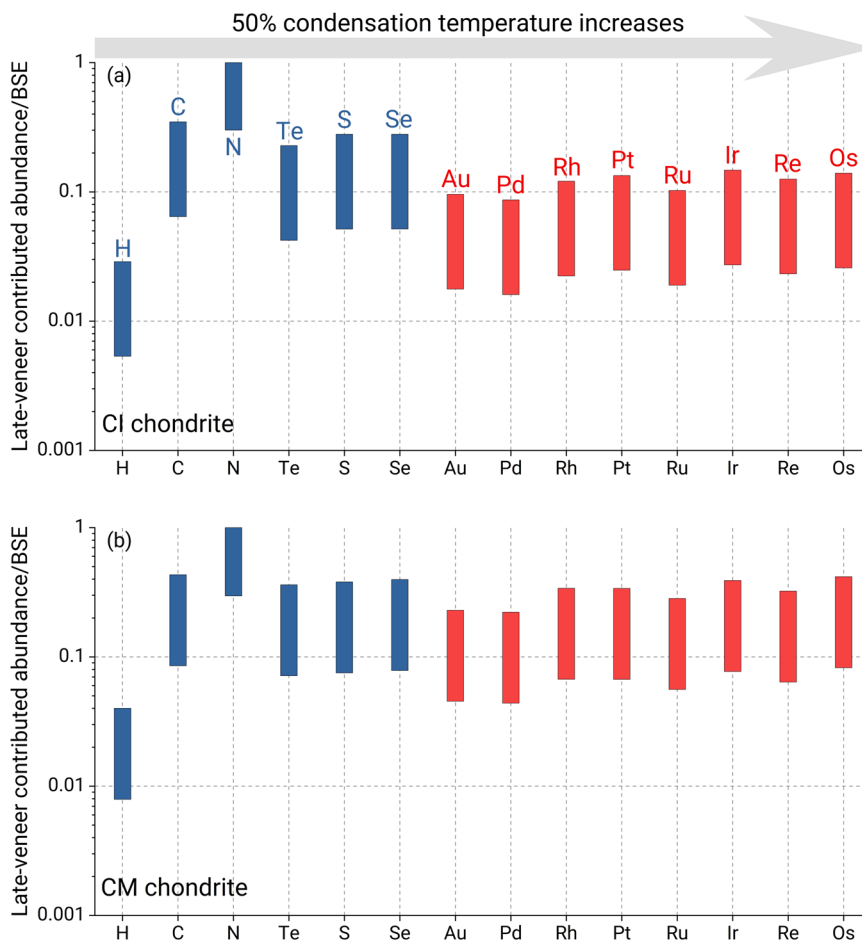 50% condensation temperature increases
Late-veneer contributed abundance/BSE
1
0.1
0.01
0.001
(a)
H
C
N
Te
S
Se
Au
Pd
Rh
Pt
Ru
Ir
Re
Os
CI chondrite
H C N Te S Se Au Pd Rh Pt Ru Ir Re Os
Late-veneer contributed abundance/BSE
1
0.1
0.01
0.001
(b)
CM chondrite
H C N Te S Se Au Pd Rh Pt Ru Ir Re Os